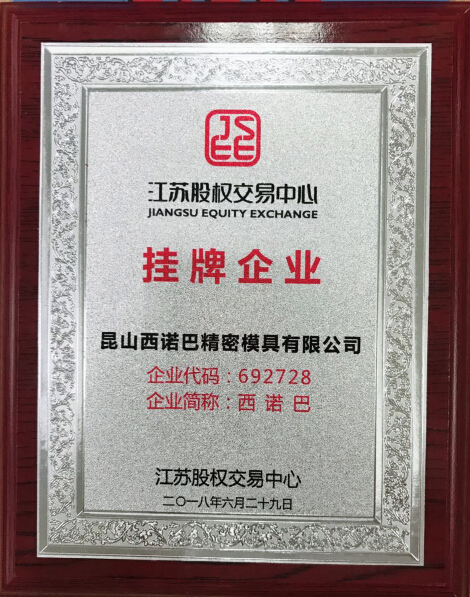 JS
EE
江苏股权交易中心
JIANGSU EQUITY EXCHANGE
挂牌企业
昆山西诺巴精密模具有限公司
企业代码：692728
企业简称：西诺巴
江苏股权交易中心
二〇一八年六月二十九日